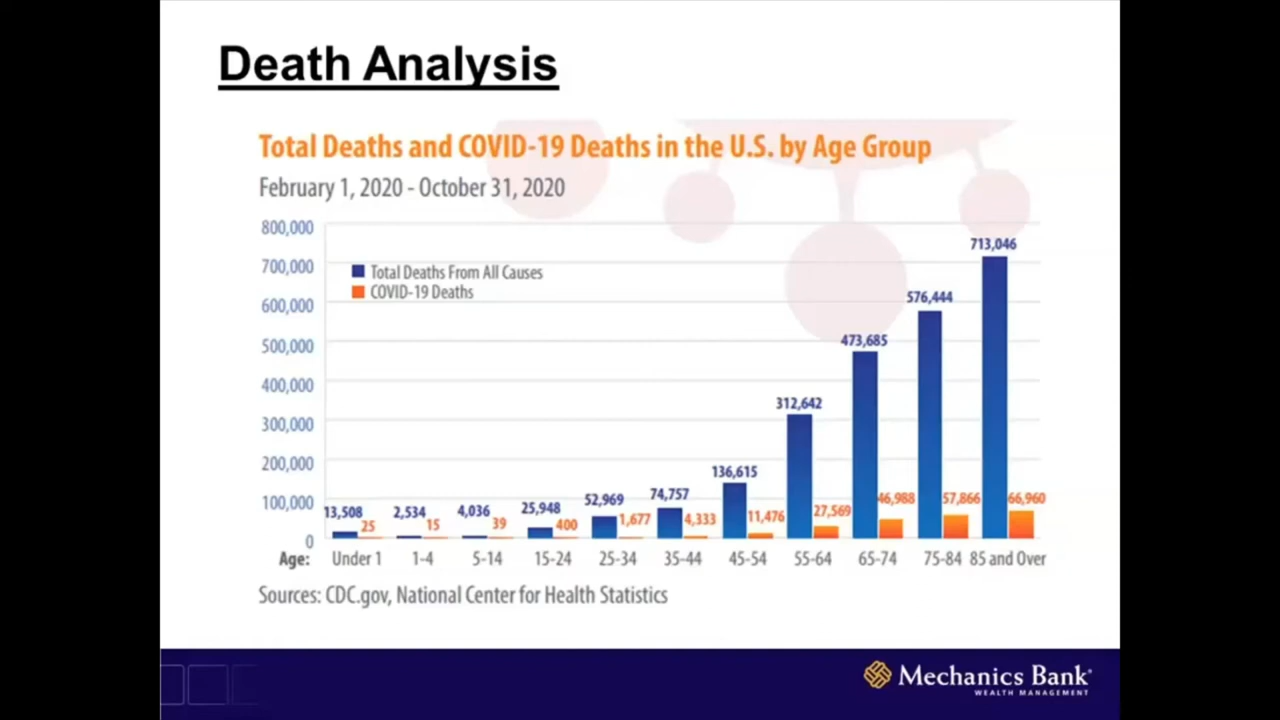 Death Analysis
Total Deaths and COVID-19 Deaths in the U.S. by Age Group
February 1, 2020 - October 31, 2020
800,000
700,000
600,000
500,000
400,000
300,000
200,000
100,000
0
Total Deaths From All Causes
COVID-19 Deaths
13,508 25 2,534 15 4,036 39 25,948 400 52,969 1,677 74,757 4,333 136,615 11,476 312,642 27,569 473,685 46,988 576,444 57,866 713,046 66,960
Age: Under 1 1-4 5-14 15-24 25-34 35-44 45-54 55-64 65-74 75-84 85 and Over
Sources: CDC.gov, National Center for Health Statistics
Mechanics Bank
WEALTH MANAGEMENT